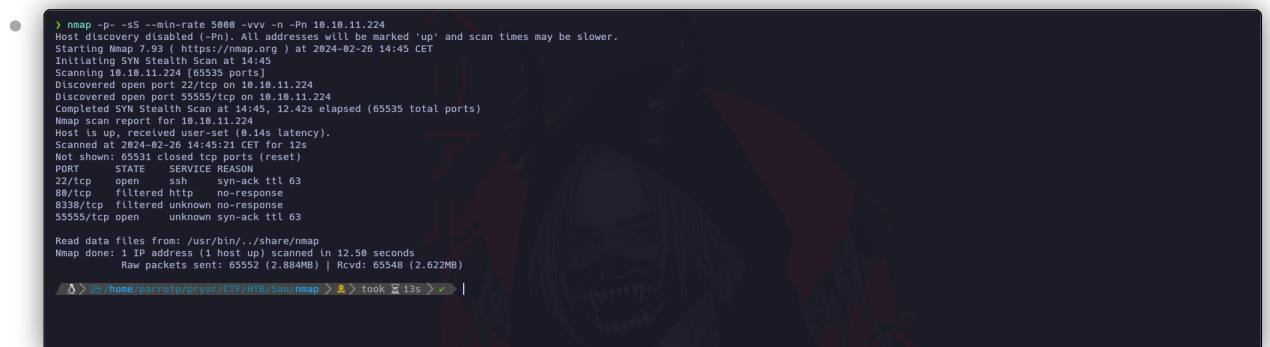 ❯ nmap -p- -sS --min-rate 5000 -vvv -n -Pn 10.10.11.224
Host discovery disabled (-Pn). All addresses will be marked 'up' and scan times may be slower.
Starting Nmap 7.93 ( https://nmap.org ) at 2024-02-26 14:45 CET
Initiating SYN Stealth Scan at 14:45
Scanning 10.10.11.224 [65535 ports]
Discovered open port 22/tcp on 10.10.11.224
Discovered open port 55555/tcp on 10.10.11.224
Completed SYN Stealth Scan at 14:45, 12.42s elapsed (65535 total ports)
Nmap scan report for 10.10.11.224
Host is up, received user-set (0.14s latency).
Scanned at 2024-02-26 14:45:21 CET for 12s
Not shown: 65531 closed tcp ports (reset)
PORT      STATE    SERVICE REASON
22/tcp    open     ssh     syn-ack ttl 63
80/tcp    filtered http    no-response
8338/tcp  filtered unknown no-response
55555/tcp open     unknown syn-ack ttl 63
Read data files from: /usr/bin/../share/nmap
Nmap done: 1 IP address (1 host up) scanned in 12.50 seconds
Raw packets sent: 65552 (2.884MB) | Rcvd: 65548 (2.622MB)
/home/parrotp/pryor/CTF/HTB/Sau/nmap took 13s ✔